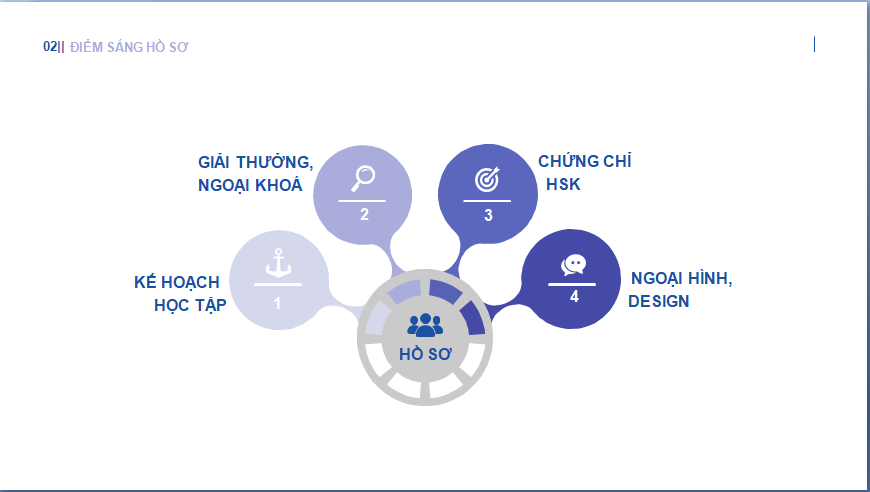 02|| ĐIỂM SÁNG HỒ SƠ
GIẢI THƯỞNG,
NGOẠI KHOÁ
2
CHỨNG CHỈ
HSK
3
KẾ HOẠCH
HỌC TẬP
1
NGOẠI HÌNH,
DESIGN
4
HỒ SƠ